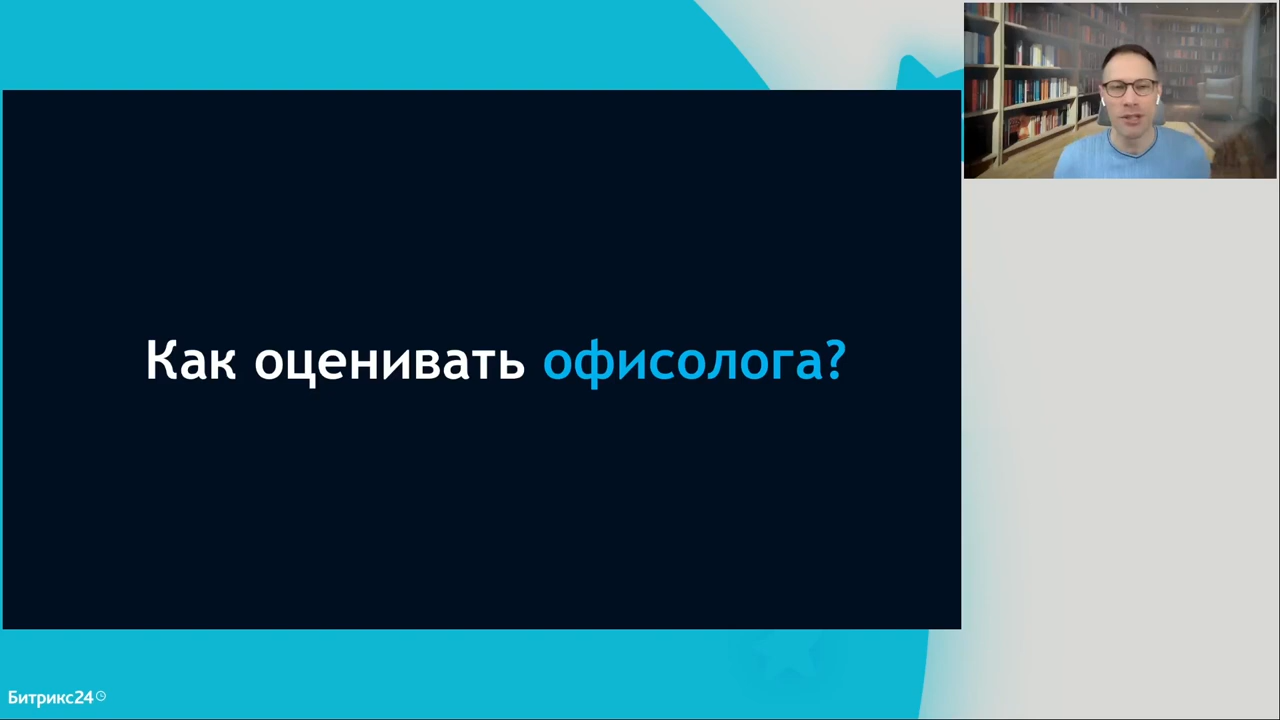 Как оценивать офисолога?
Битрикс24